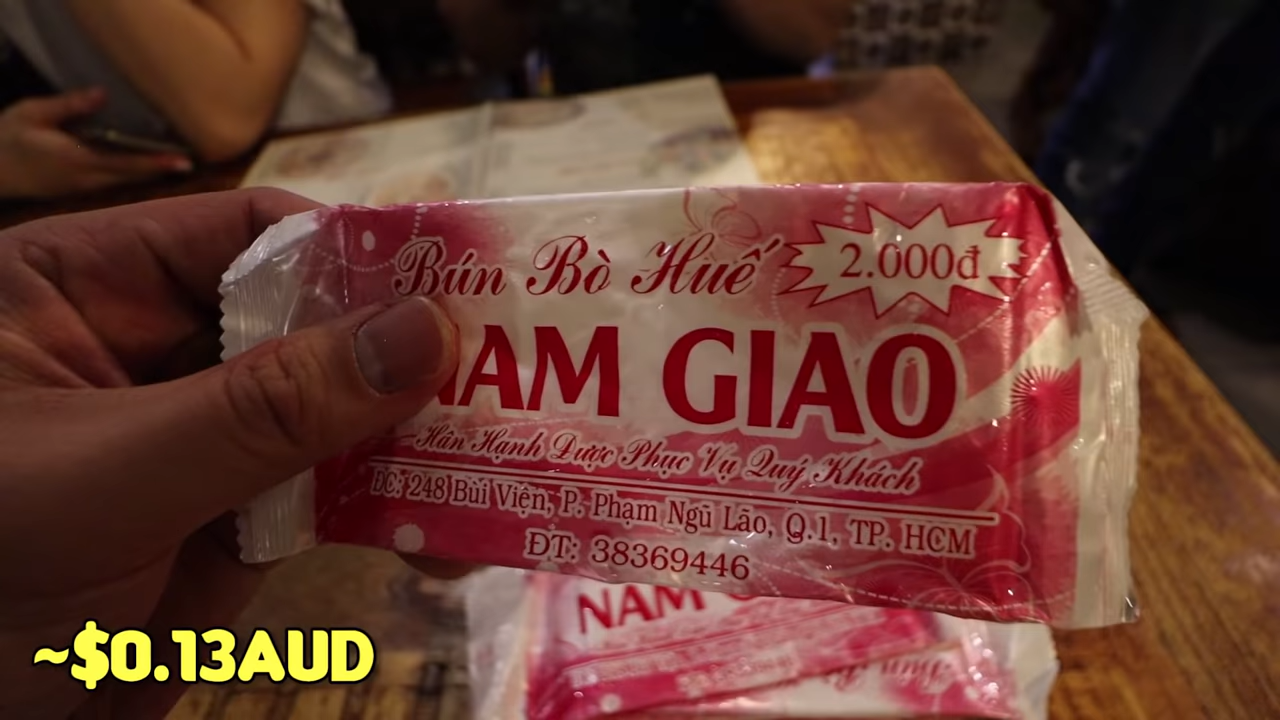 Bún Bò Huế
2.000đ
NAM GIAO
Hân Hạnh Được Phục Vụ Quý Khách
ĐC: 248 Bùi Viện, P. Phạm Ngũ Lão, Q.1, TP. HCM
ĐT: 38369446
NAM
~$0.13AUD